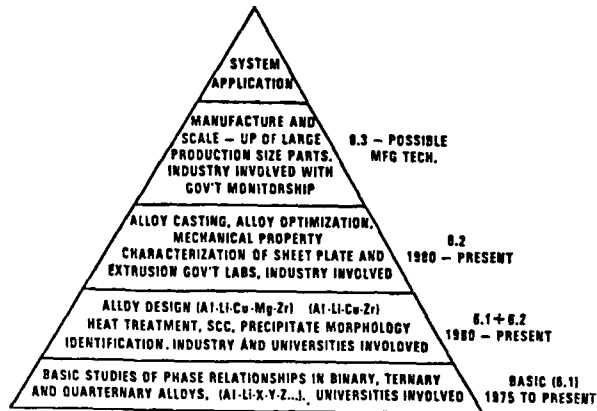 SYSTEM
APPLICATION
MANUFACTURE AND
SCALE – UP OF LARGE
PRODUCTION SIZE PARTS.
INDUSTRY INVOLVED WITH
GOV'T MONITORSHIP
6.3 – POSSIBLE
MFG TECH.
ALLOY CASTING, ALLOY OPTIMIZATION,
MECHANICAL PROPERTY
CHARACTERIZATION OF SHEET PLATE AND
EXTRUSION GOV'T LABS, INDUSTRY INVOLVED
6.2
1980 – PRESENT
ALLOY DESIGN (Al-Li-Cu-Mg-Zr) (Al-Li-Cu-Zr)
HEAT TREATMENT, SCC, PRECIPITATE MORPHOLOGY
IDENTIFICATION. INDUSTRY AND UNIVERSITIES INVOLOVED
6.1 + 6.2
1980 – PRESENT
BASIC STUDIES OF PHASE RELATIONSHIPS IN BINARY, TERNARY
AND QUARTERNARY ALLOYS, (Al-Li-X-Y-Z...), UNIVERSITIES INVOLVED
BASIC (6.1)
1975 TO PRESENT